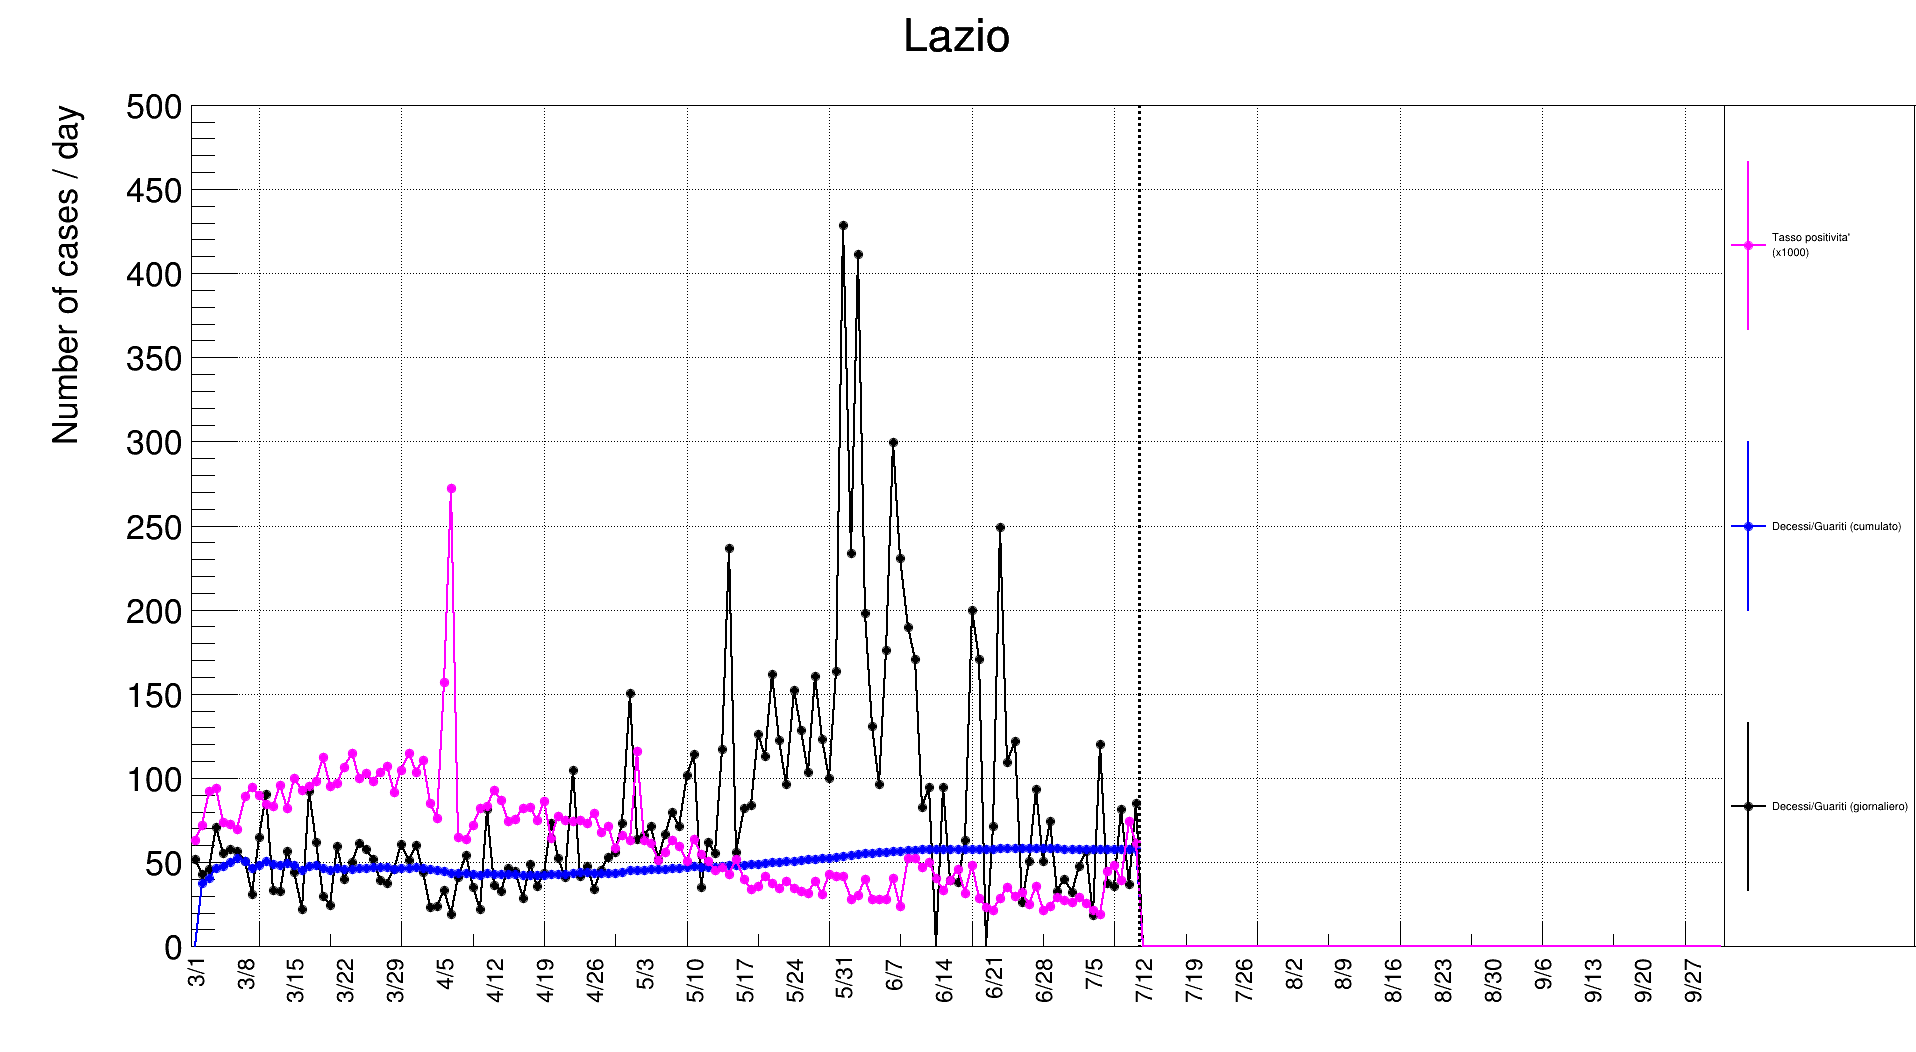 Lazio
Number of cases / day
500
450
400
350
300
250
200
150
100
50
0
3/1 3/8 3/15 3/22 3/29 4/5 4/12 4/19 4/26 5/3 5/10 5/17 5/24 5/31 6/7 6/14 6/21 6/28 7/5 7/12 7/19 7/26 8/2 8/9 8/16 8/23 8/30 9/6 9/13 9/20 9/27
Tasso positivita'
(x1000)
Decessi/Guariti (cumulato)
Decessi/Guariti (giornaliero)